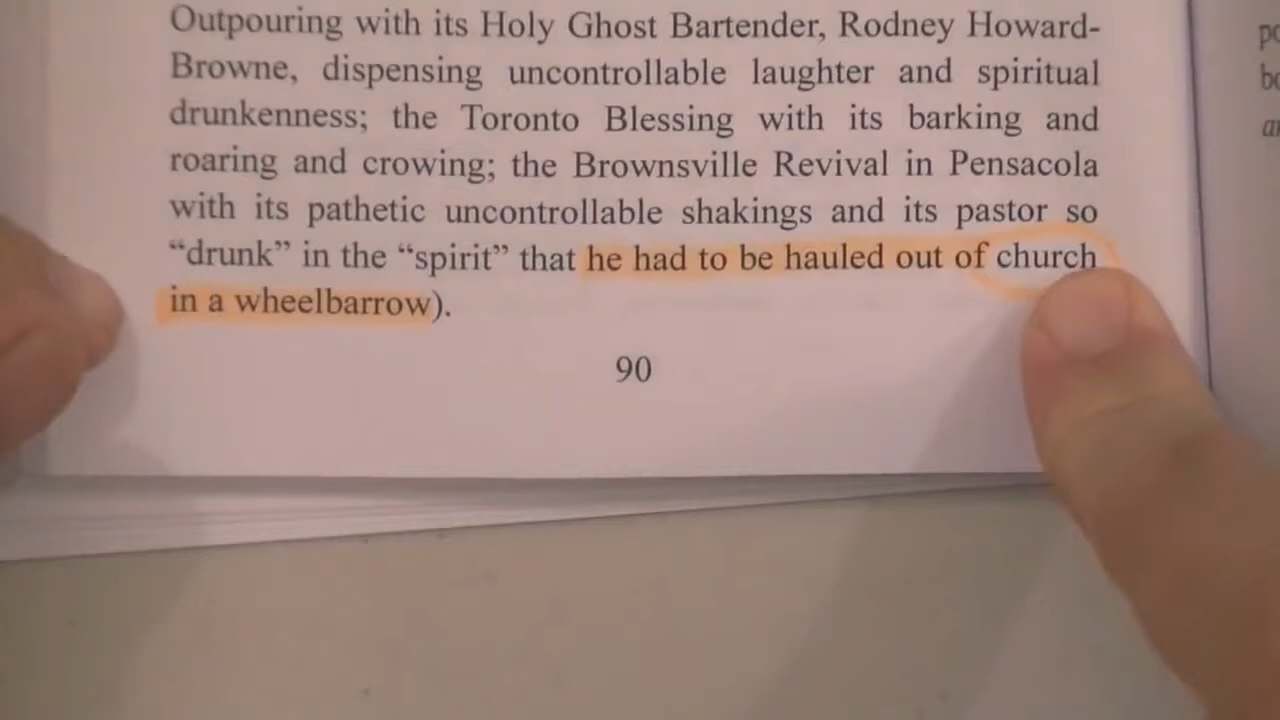 Outpouring with its Holy Ghost Bartender, Rodney Howard-
Browne, dispensing uncontrollable laughter and spiritual
drunkenness; the Toronto Blessing with its barking and
roaring and crowing; the Brownsville Revival in Pensacola
with its pathetic uncontrollable shakings and its pastor so
“drunk” in the “spirit” that he had to be hauled out of church
in a wheelbarrow).
90